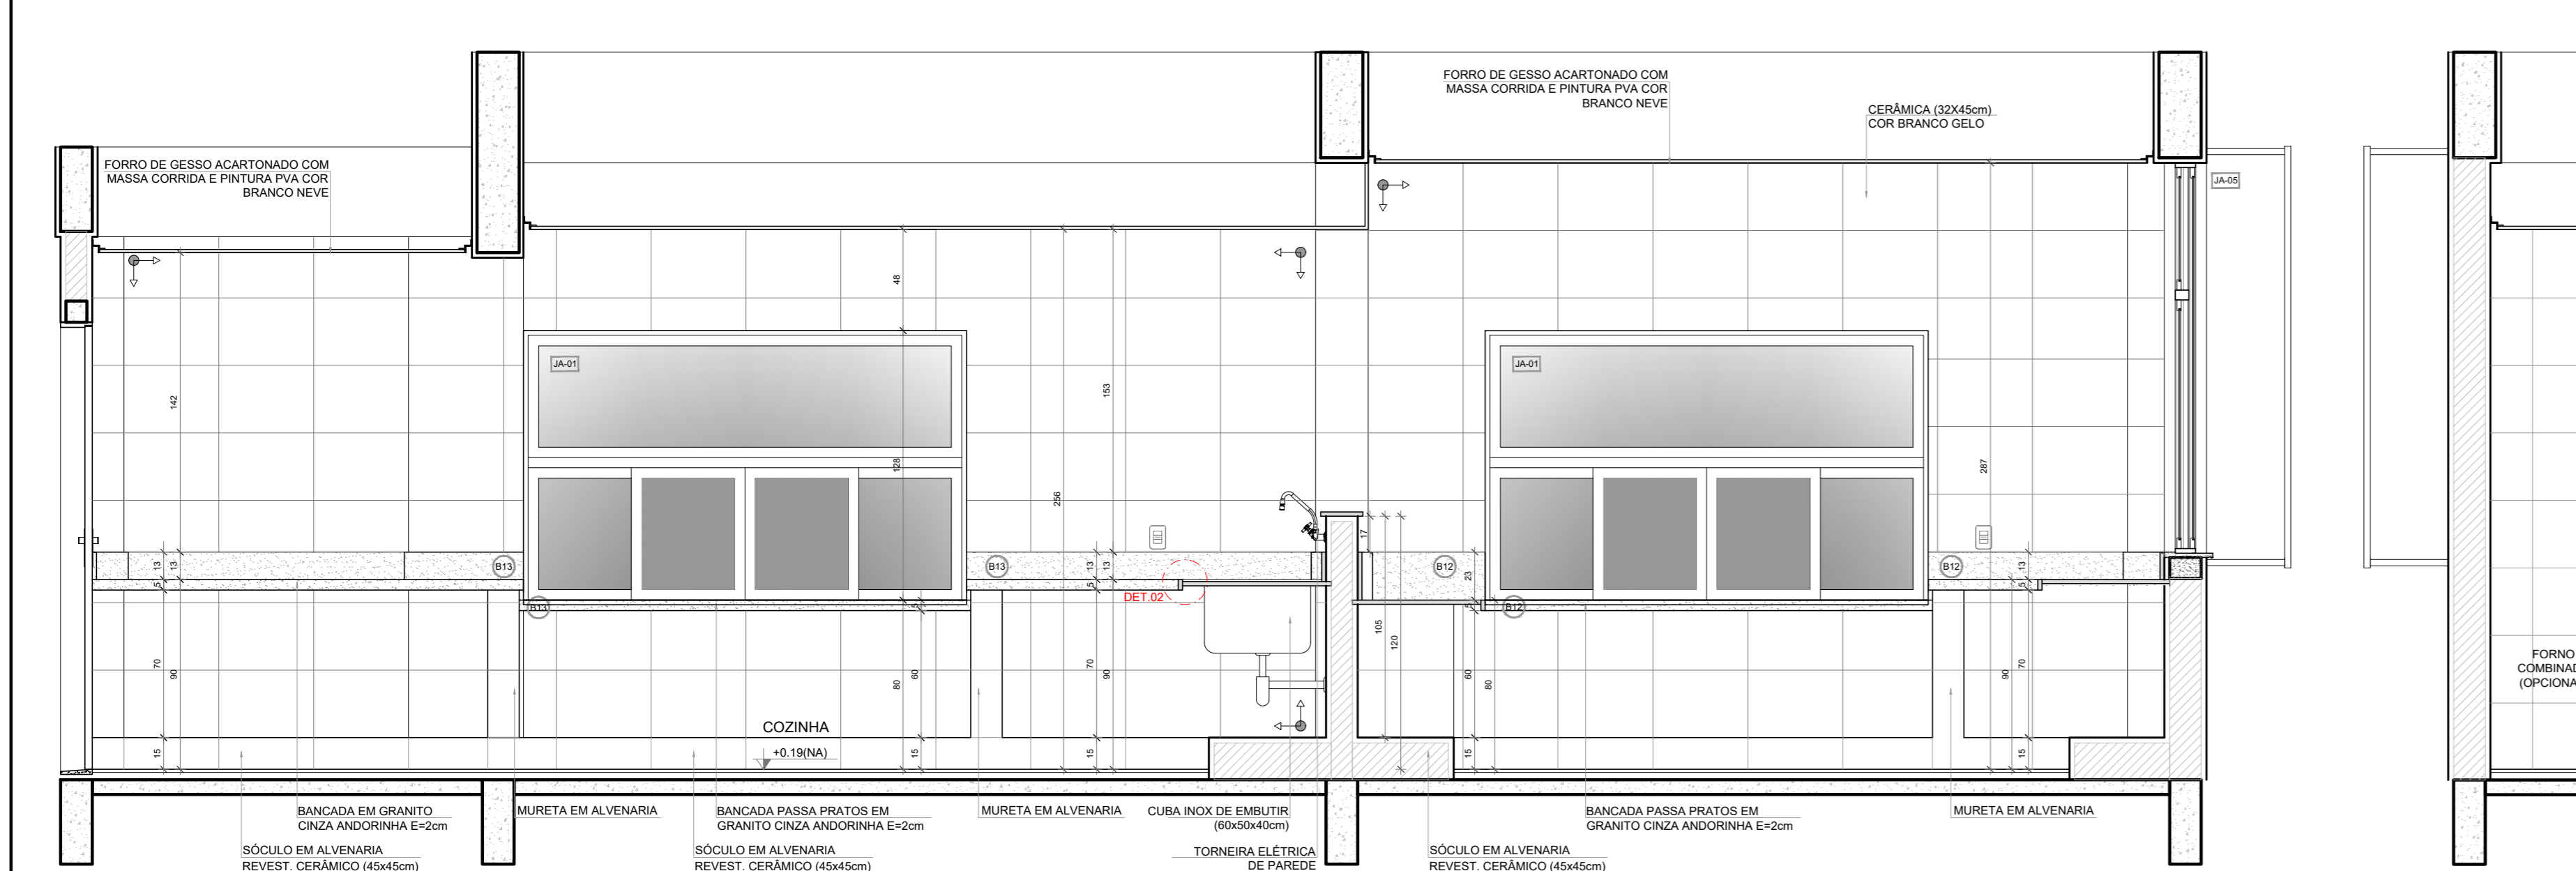 FORRO DE GESSO ACARTONADO COM
MASSA CORRIDA E PINTURA PVA COR
BRANCO NEVE
FORRO DE GESSO ACARTONADO COM
MASSA CORRIDA E PINTURA PVA COR
BRANCO NEVE
CERÂMICA (32X45cm)
COR BRANCO GELO
JA-05
JA-01
JA-01
142
48
128
153
256
287
17
B13
B13
B12
B12
B13
B12
13
13
5
13
13
5
23
5
13
5
5
DET.02
70
90
80
60
70
90
105
120
60
80
90
70
15
15
15
15
15
COZINHA
+0.19(NA)
FORNO
(OPCIONA
BANCADA EM GRANITO
CINZA ANDORINHA E=2cm
MURETA EM ALVENARIA
BANCADA PASSA PRATOS EM
GRANITO CINZA ANDORINHA E=2cm
MURETA EM ALVENARIA
CUBA INOX DE EMBUTIR
(60x50x40cm)
BANCADA PASSA PRATOS EM
GRANITO CINZA ANDORINHA E=2cm
MURETA EM ALVENARIA
SÓCULO EM ALVENARIA
REVEST. CERÂMICO (45x45cm)
SÓCULO EM ALVENARIA
REVEST. CERÂMICO (45x45cm)
TORNEIRA ELÉTRICA
DE PAREDE
SÓCULO EM ALVENARIA
REVEST. CERÂMICO (45x45cm)